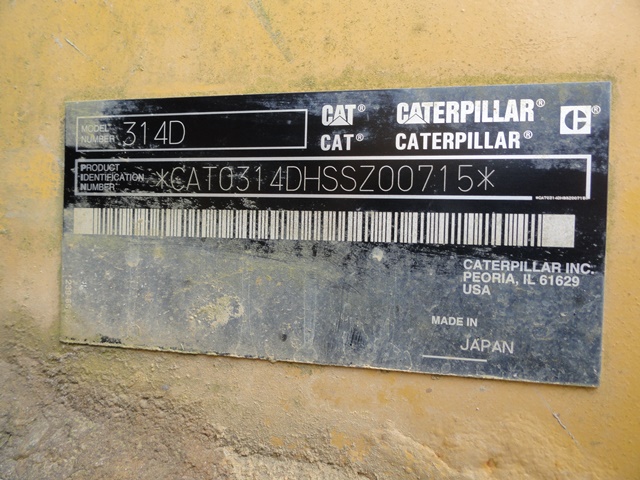 MODEL NUMBER 314D
CAT® CATERPILLAR®
CAT® CATERPILLAR®
PRODUCT IDENTIFICATION NUMBER *CAT0314DHSSZ00715*
*CAT0314DHSSZ00715*
CATERPILLAR INC.
PEORIA, IL 61629
USA
MADE IN
JAPAN